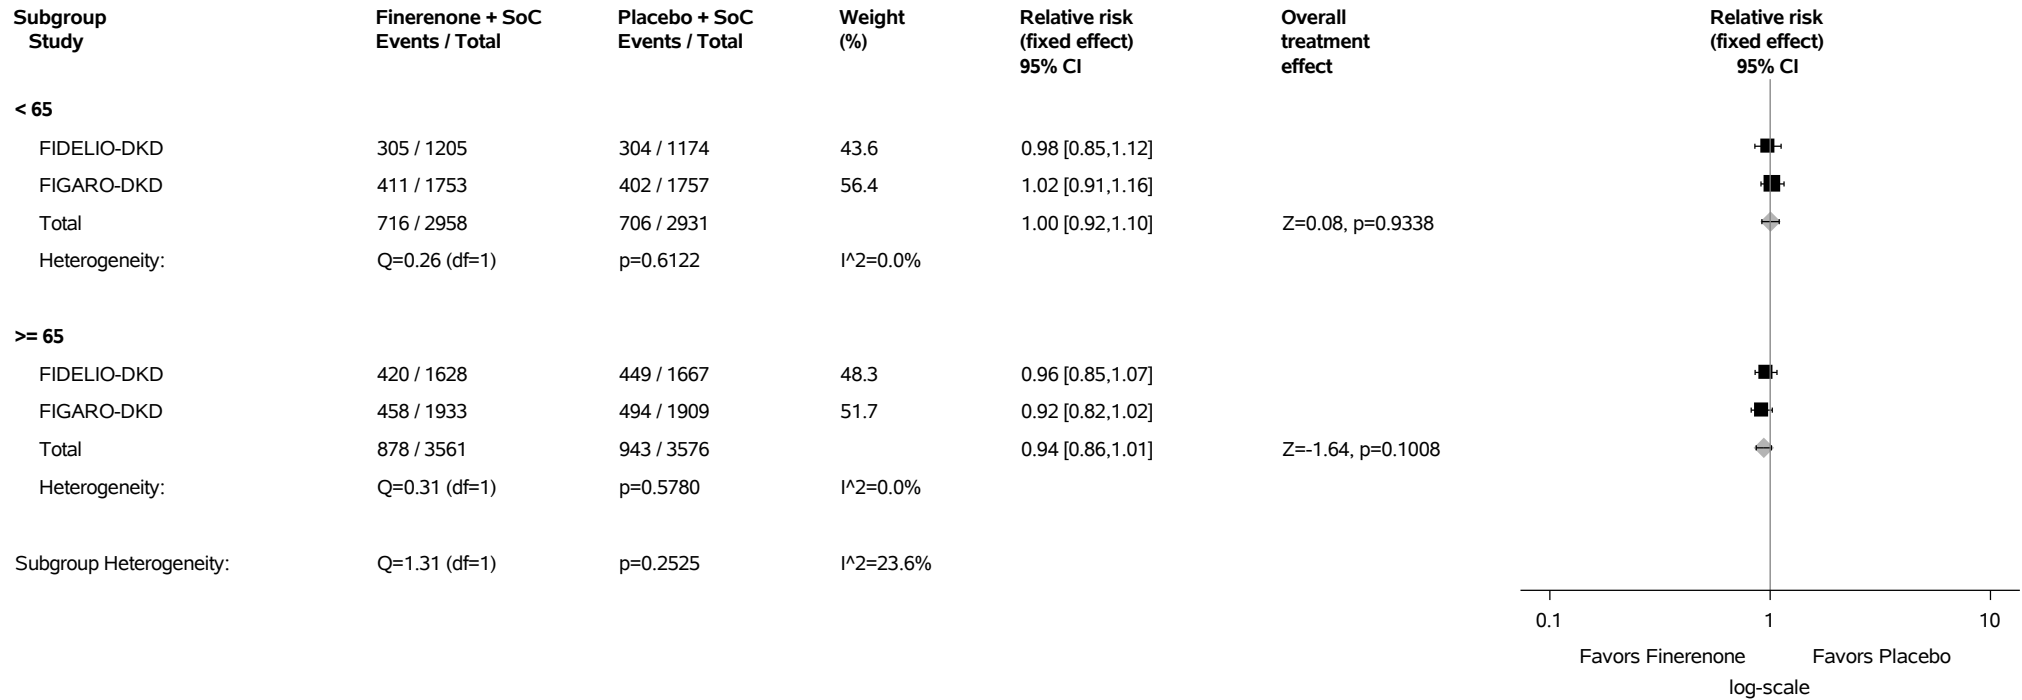 Subgroup Finerenone + SoC Placebo + SoC Weight Relative risk Overall Relative risk
Study Events / Total Events / Total (%) (fixed effect) treatment (fixed effect)
95% CI effect 95% CI
< 65
FIDELIO-DKD 305 / 1205 304 / 1174 43.6 0.98 [0.85,1.12]
FIGARO-DKD 411 / 1753 402 / 1757 56.4 1.02 [0.91,1.16]
Total 716 / 2958 706 / 2931 1.00 [0.92,1.10] Z=0.08, p=0.9338
Heterogeneity: Q=0.26 (df=1) p=0.6122 I^2=0.0%
>= 65
FIDELIO-DKD 420 / 1628 449 / 1667 48.3 0.96 [0.85,1.07]
FIGARO-DKD 458 / 1933 494 / 1909 51.7 0.92 [0.82,1.02]
Total 878 / 3561 943 / 3576 0.94 [0.86,1.01] Z=-1.64, p=0.1008
Heterogeneity: Q=0.31 (df=1) p=0.5780 I^2=0.0%
Subgroup Heterogeneity: Q=1.31 (df=1) p=0.2525 I^2=23.6%
0.1 1 10
Favors Finerenone Favors Placebo
log-scale